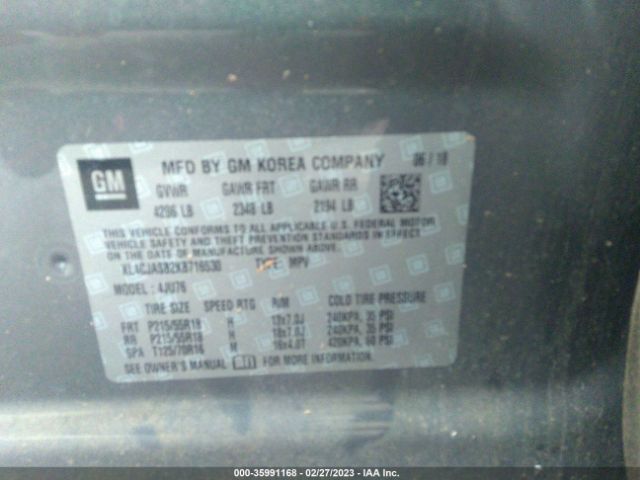 GM MFD BY GM KOREA COMPANY 06 / 18
GVWR GAWR FRT GAWR RR
4296 LB 2348 LB 2194 LB
THIS VEHICLE CONFORMS TO ALL APPLICABLE U.S. FEDERAL MOTOR
VEHICLE SAFETY AND THEFT PREVENTION STANDARDS IN EFFECT
ON THE DATE OF MANUFACTURE SHOWN ABOVE.
KL4CJASB2KB716530 TYPE: MPV
MODEL: 4JU76
TIRE SIZE SPEED RTG RIM COLD TIRE PRESSURE
FRT P215/55R18 H 18x7.0J 240KPA, 35 PSI
RR P215/55R18 H 18x7.0J 240KPA, 35 PSI
SPA T125/70R16 M 16x4.0T 420KPA, 60 PSI
SEE OWNER'S MANUAL FOR MORE INFORMATION.
000-35991168 - 02/27/2023 - IAA Inc.